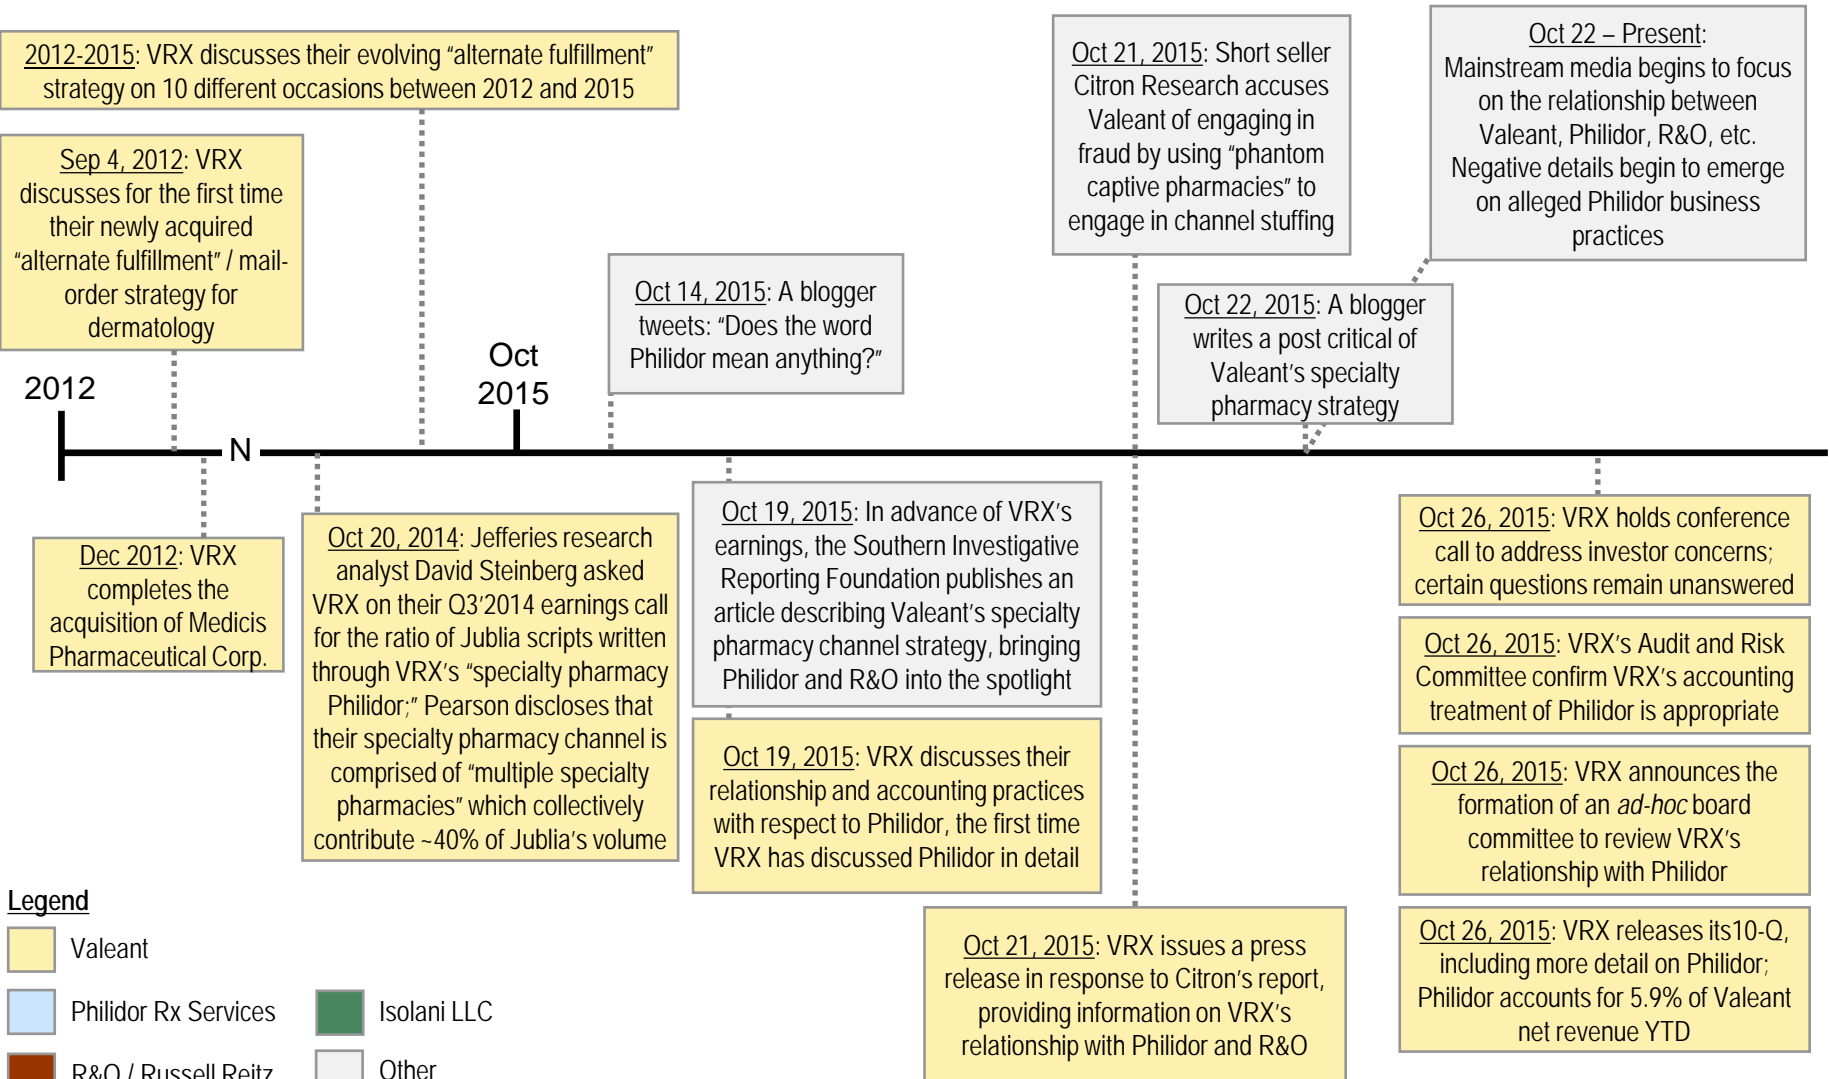 2012-2015: VRX discusses their evolving “alternate fulfillment”
strategy on 10 different occasions between 2012 and 2015
Sep 4, 2012: VRX
discusses for the first time
their newly acquired
“alternate fulfillment” / mail-
order strategy for
dermatology
Oct 21, 2015: Short seller
Citron Research accuses
Valeant of engaging in
fraud by using “phantom
captive pharmacies” to
engage in channel stuffing
Oct 22 – Present:
Mainstream media begins to focus
on the relationship between
Valeant, Philidor, R&O, etc.
Negative details begin to emerge
on alleged Philidor business
practices
Oct 14, 2015: A blogger
tweets: “Does the word
Philidor mean anything?”
Oct 22, 2015: A blogger
writes a post critical of
Valeant’s specialty
pharmacy strategy
2012
Oct
2015
N
Dec 2012: VRX
completes the
acquisition of Medicis
Pharmaceutical Corp.
Oct 20, 2014: Jefferies research
analyst David Steinberg asked
VRX on their Q3’2014 earnings call
for the ratio of Jublia scripts written
through VRX’s “specialty pharmacy
Philidor;” Pearson discloses that
their specialty pharmacy channel is
comprised of “multiple specialty
pharmacies” which collectively
contribute ~40% of Jublia’s volume
Oct 19, 2015: In advance of VRX’s
earnings, the Southern Investigative
Reporting Foundation publishes an
article describing Valeant’s specialty
pharmacy channel strategy, bringing
Philidor and R&O into the spotlight
Oct 19, 2015: VRX discusses their
relationship and accounting practices
with respect to Philidor, the first time
VRX has discussed Philidor in detail
Oct 21, 2015: VRX issues a press
release in response to Citron’s report,
providing information on VRX’s
relationship with Philidor and R&O
Oct 26, 2015: VRX holds conference
call to address investor concerns;
certain questions remain unanswered
Oct 26, 2015: VRX’s Audit and Risk
Committee confirm VRX’s accounting
treatment of Philidor is appropriate
Oct 26, 2015: VRX announces the
formation of an ad-hoc board
committee to review VRX’s
relationship with Philidor
Oct 26, 2015: VRX releases its10-Q,
including more detail on Philidor;
Philidor accounts for 5.9% of Valeant
net revenue YTD
Legend
Valeant
Philidor Rx Services
R&O / Russell Reitz
Isolani LLC
Other